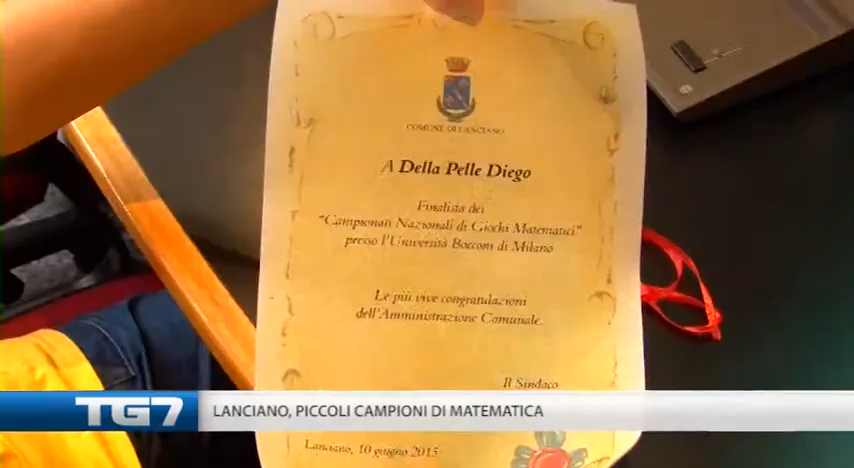 COMUNE DI LANCIANO
A Della Pelle Diego
Finalista dei
"Campionati Nazionali di Giochi Matematici"
presso l'Università Bocconi di Milano
Le più vive congratulazioni
dell'Amministrazione Comunale.
Il Sindaco
TG7
LANCIANO, PICCOLI CAMPIONI DI MATEMATICA
Lanciano, 10 giugno 2015